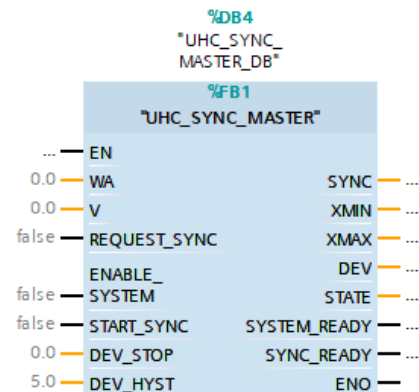 %DB4
"UHC_SYNC_
MASTER_DB"
%FB1
"UHC_SYNC_MASTER"
... EN
0.0 WA SYNC ...
0.0 V XMIN ...
false REQUEST_SYNC XMAX ...
ENABLE_ DEV ...
false SYSTEM STATE ...
false START_SYNC SYSTEM_READY ...
0.0 DEV_STOP SYNC_READY ...
5.0 DEV_HYST ENO ...